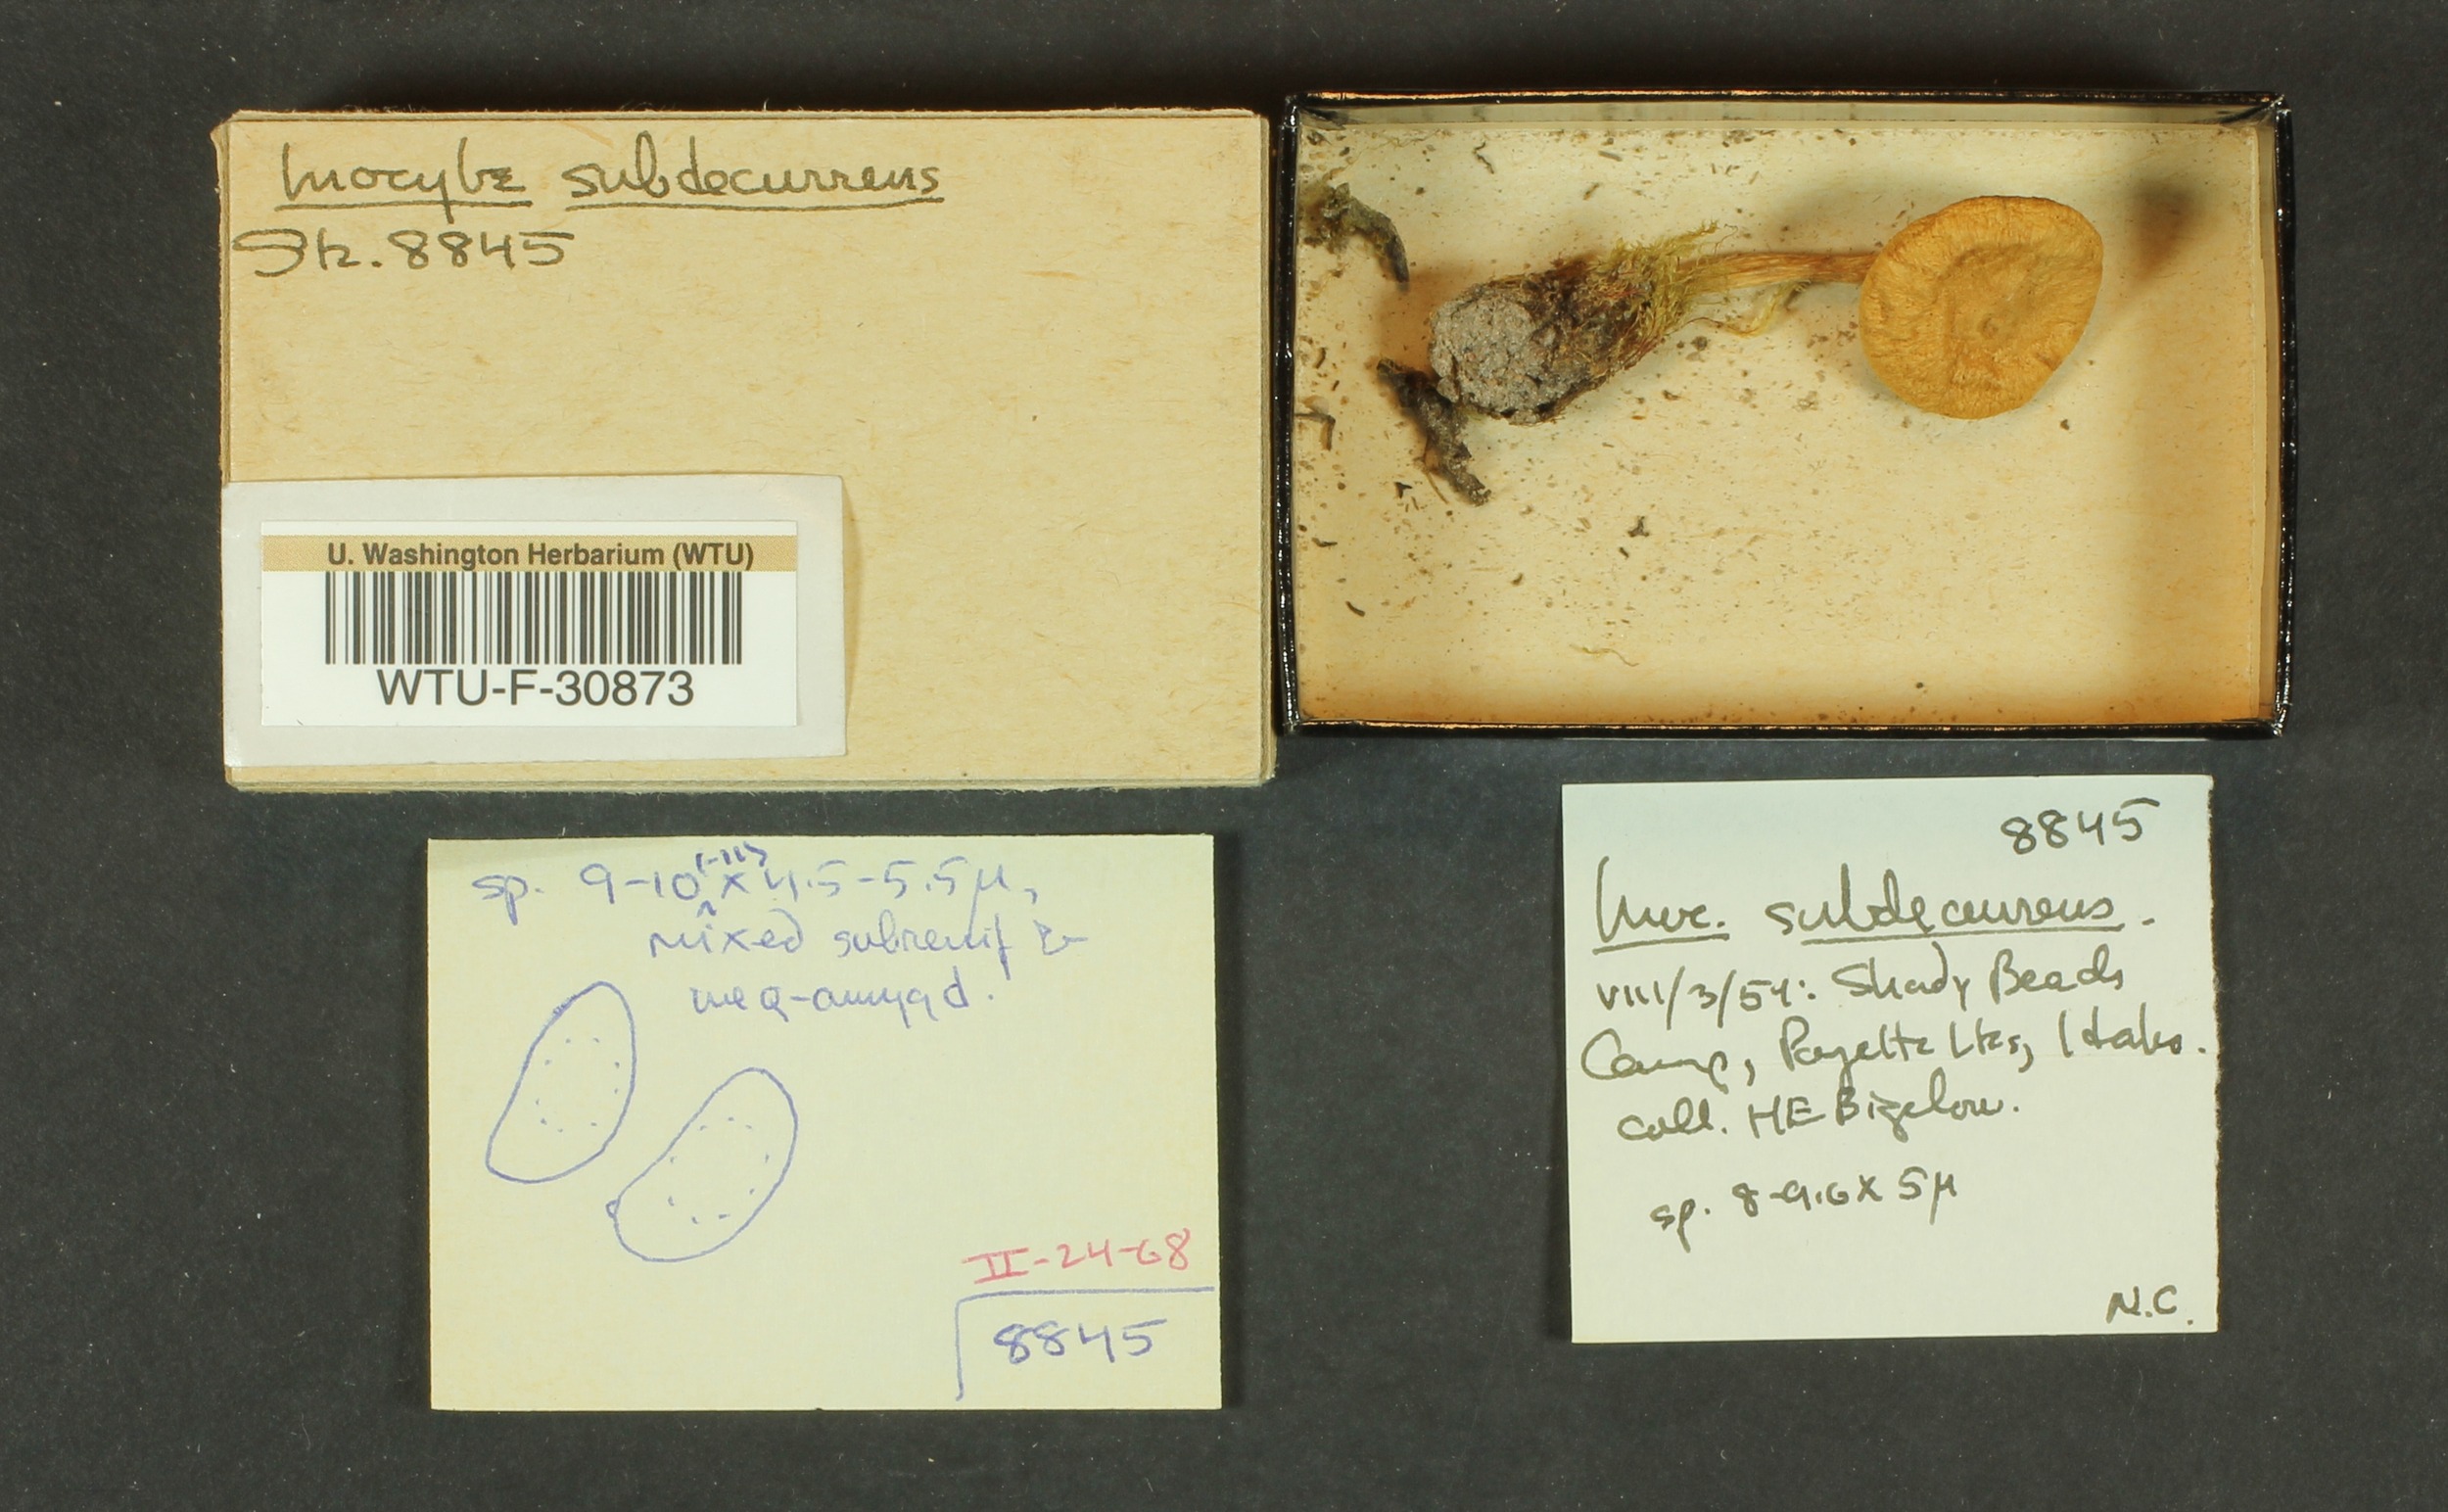 Inocybe subdecurrens
Stz. 8845
U. Washington Herbarium (WTU)
WTU-F-30873
sp. 9-10(-11) x 4.5-5.5µ,
mixed subrenif &
ineq-amygd.
II-24-68
8845
8845
Inoc. subdecurrens.
VIII/3/54: Shady Beach
Camp, Payette Lks, Idaho.
coll. HE Bigelow.
sp. 8-9.6 x 5µ
N.C.